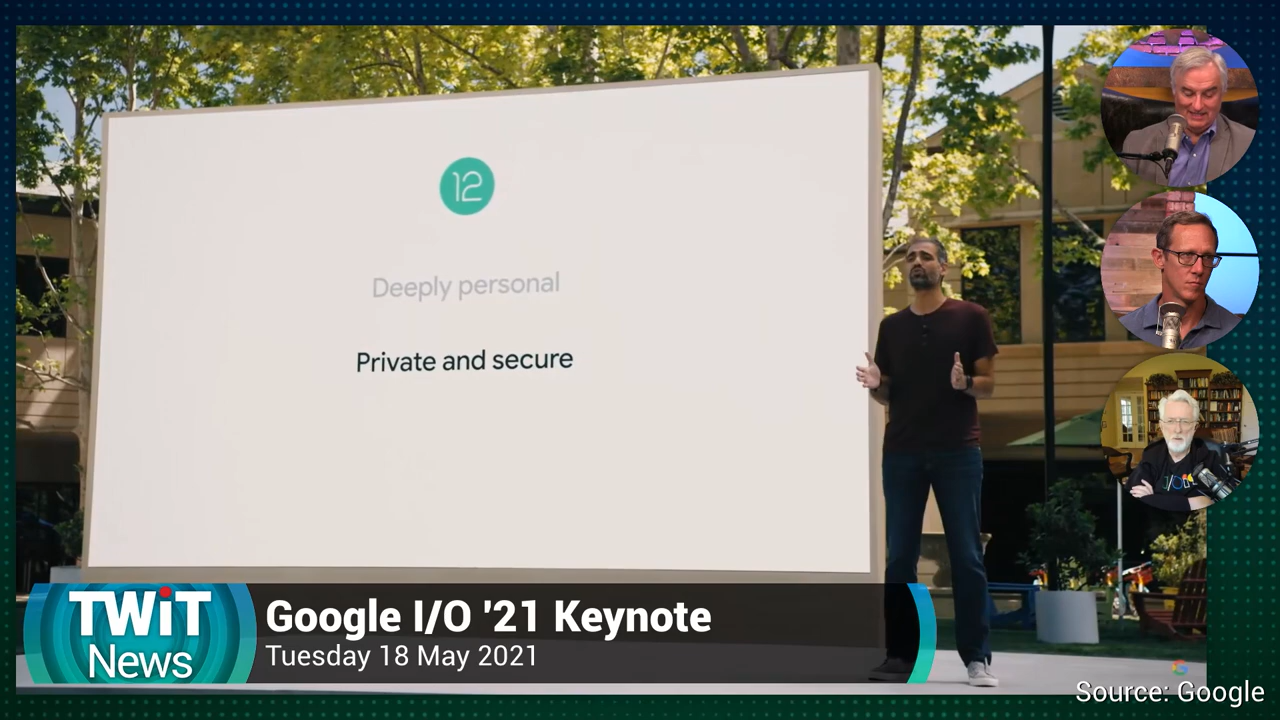 12
Deeply personal
Private and secure
TWiT
News
Google I/O '21 Keynote
Tuesday 18 May 2021
Source: Google